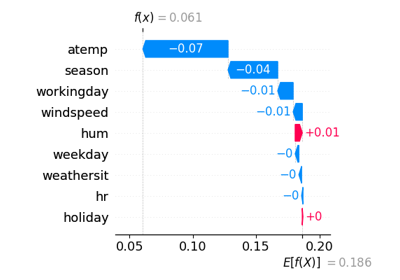 f(x) = 0.061
atemp −0.07
season −0.04
workingday −0.01
windspeed −0.01
hum +0.01
weekday −0
weathersit −0
hr −0
holiday +0
0.05 0.10 0.15 0.20
E[f(X)] = 0.186